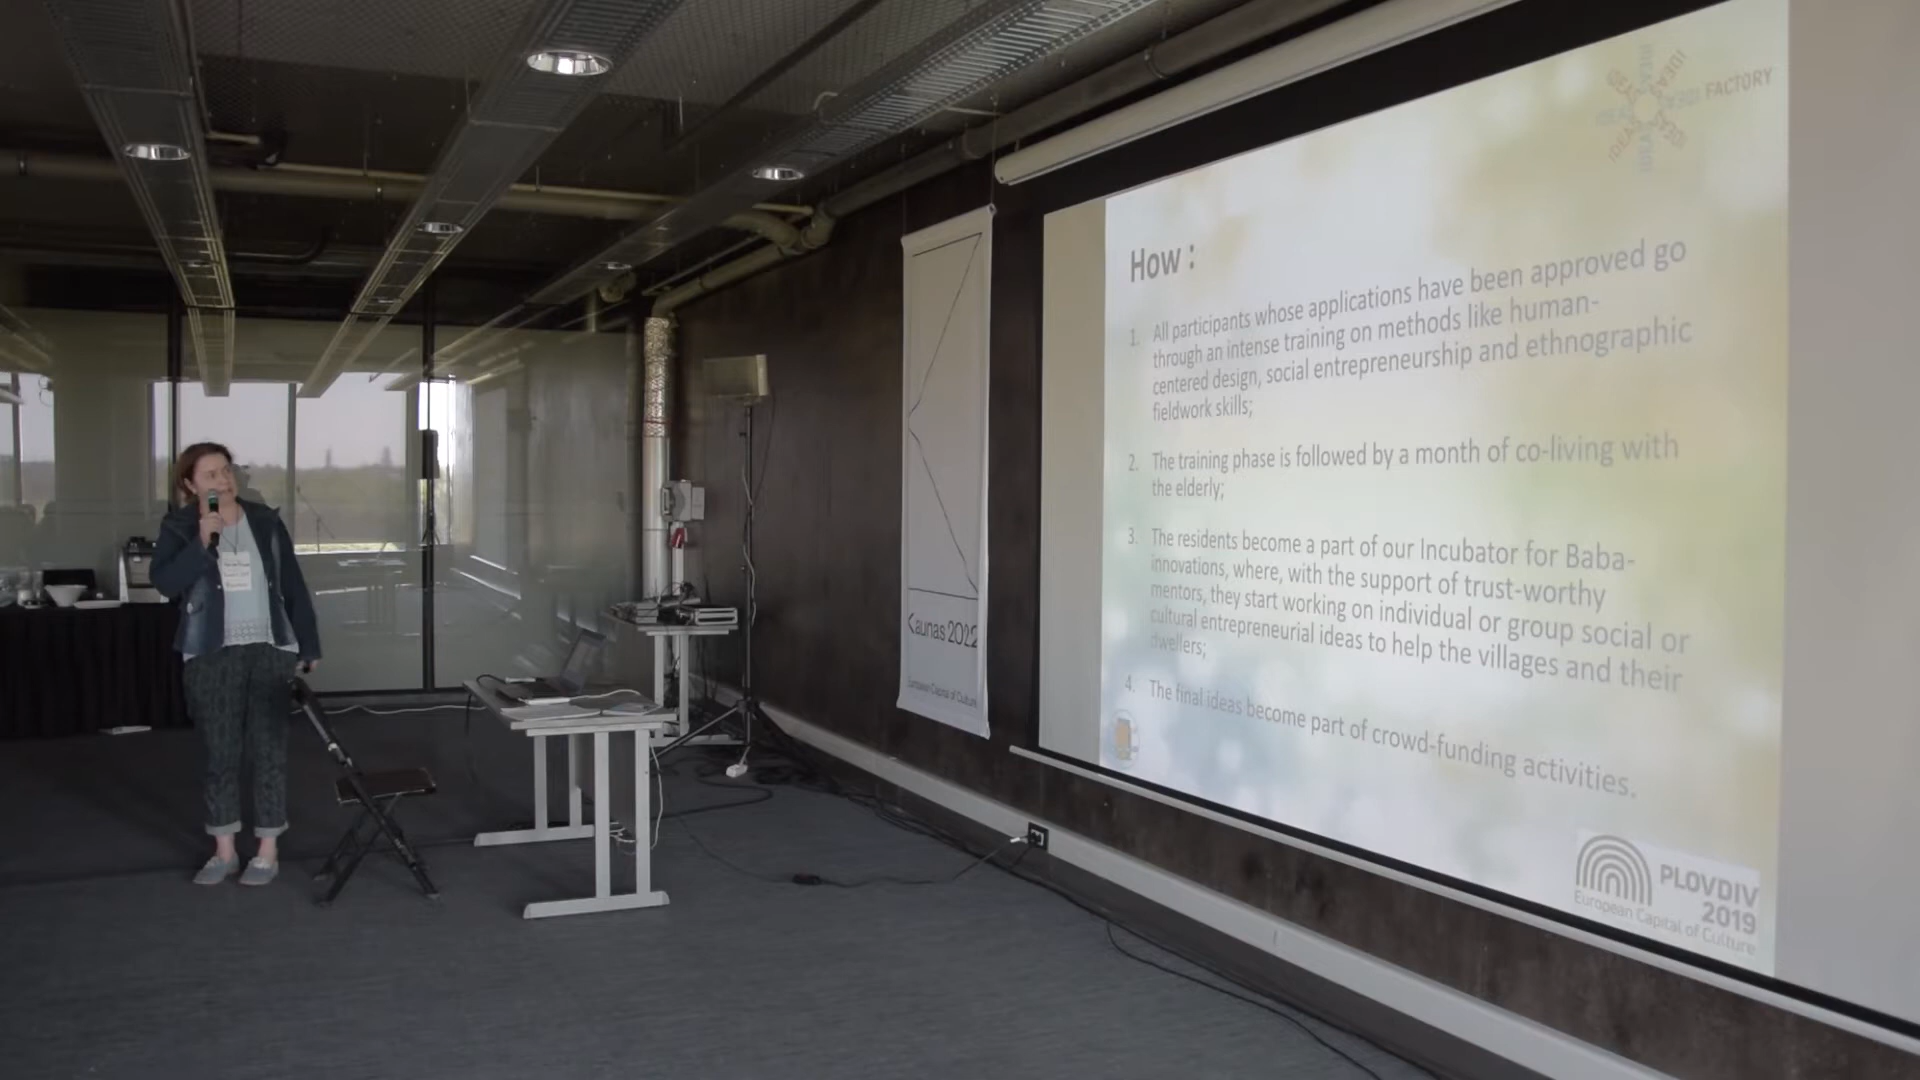 IDEAS FACTORY
How :
1. All participants whose applications have been approved go
through an intense training on methods like human-
centered design, social entrepreneurship and ethnographic
fieldwork skills;
2. The training phase is followed by a month of co-living with
the elderly;
3. The residents become a part of our Incubator for Baba-
innovations, where, with the support of trust-worthy
mentors, they start working on individual or group social or
cultural entrepreneurial ideas to help the villages and their
dwellers;
4. The final ideas become part of crowd-funding activities.
PLOVDIV
2019
European Capital of Culture
Kaunas 2022
European Capital of Culture